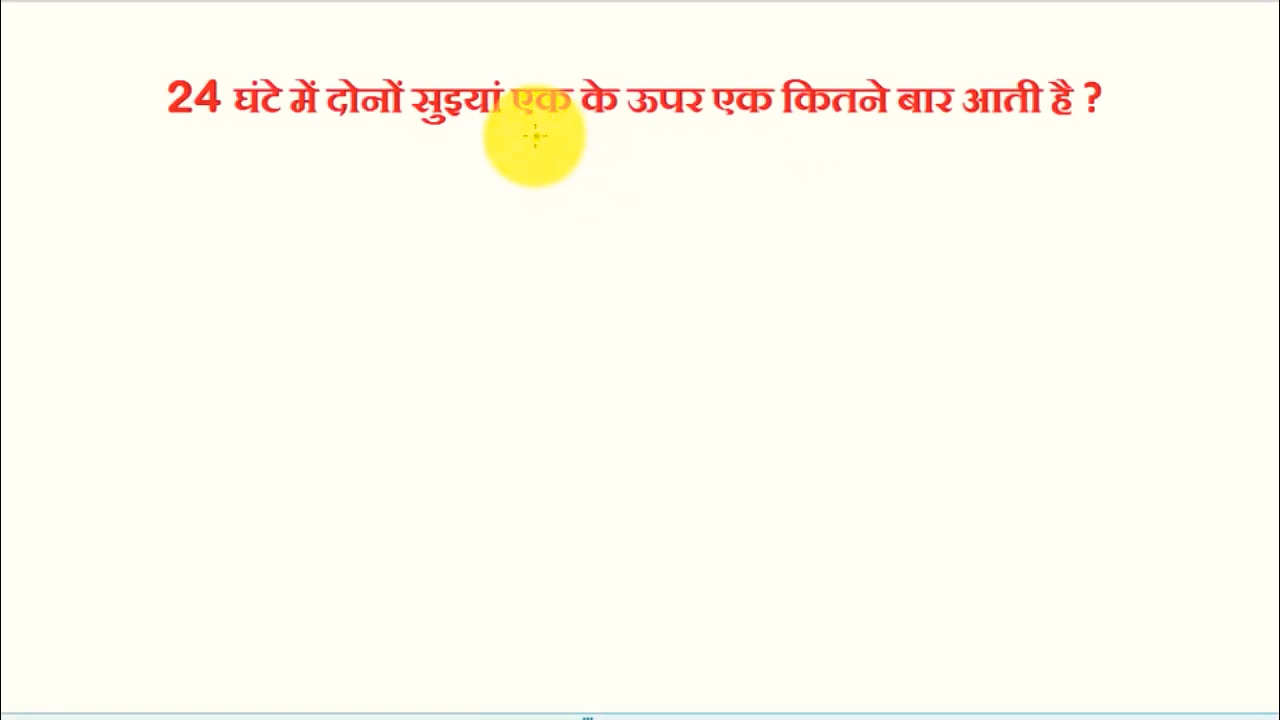 24 घंटे में दोनों सुइयां एक के ऊपर एक कितने बार आती है ?